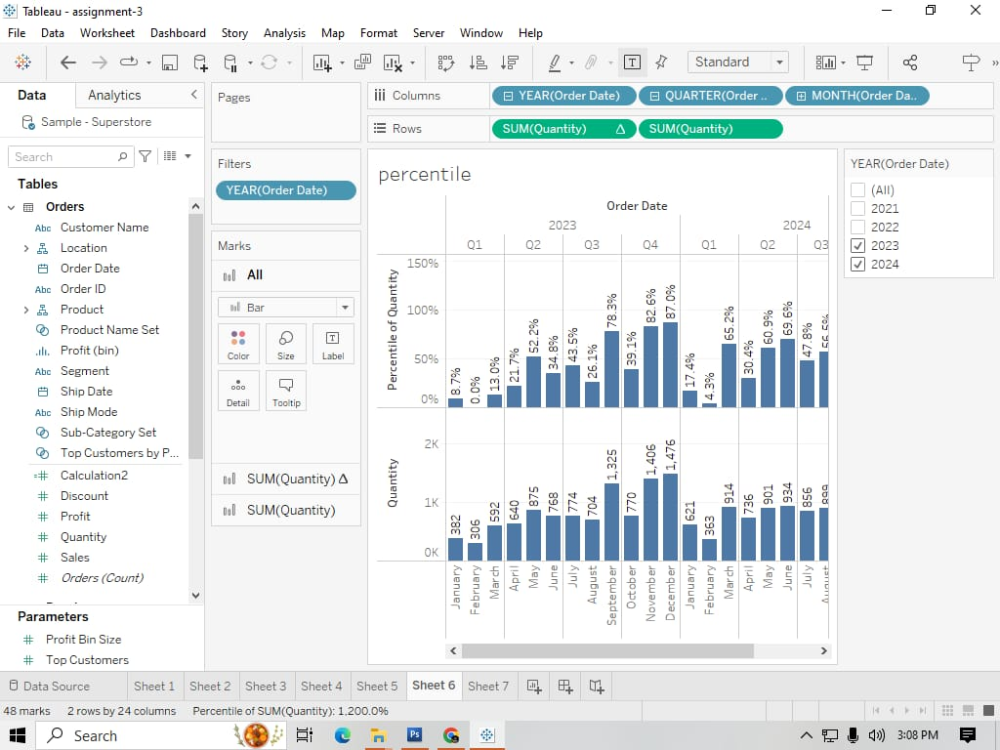 Tableau - assignment-3
File Data Worksheet Dashboard Story Analysis Map Format Server Window Help
Standard
Data Analytics
Sample - Superstore
Search
Tables
Orders
Customer Name
Location
Order Date
Order ID
Product
Product Name Set
Profit (bin)
Segment
Ship Date
Ship Mode
Sub-Category Set
Top Customers by P...
Calculation2
Discount
Profit
Quantity
Sales
Orders (Count)
Parameters
Profit Bin Size
Top Customers
Pages
Filters
YEAR(Order Date)
Marks
All
Bar
Color Size Label
Detail Tooltip
SUM(Quantity) Δ
SUM(Quantity)
Columns YEAR(Order Date) QUARTER(Order .. MONTH(Order Da..
Rows SUM(Quantity) Δ SUM(Quantity)
percentile
Order Date
2023 2024
Q1 Q2 Q3 Q4 Q1 Q2 Q3
Percentile of Quantity
150%
100%
50%
0%
8.7% 0.0% 13.0% 21.7% 52.2% 34.8% 43.5% 26.1% 78.3% 39.1% 82.6% 87.0% 17.4% 4.3% 65.2% 30.4% 60.9% 69.6% 47.8% 56.5%
Quantity
2K
1K
0K
382 306 592 640 875 768 774 704 1,325 770 1,406 1,476 621 363 914 736 901 934 856 899
January February March April May June July August September October November December January February March April May June July August
YEAR(Order Date)
(All)
2021
2022
2023
2024
Data Source Sheet 1 Sheet 2 Sheet 3 Sheet 4 Sheet 5 Sheet 6 Sheet 7
48 marks 2 rows by 24 columns Percentile of SUM(Quantity): 1,200.0%
Search
3:08 PM